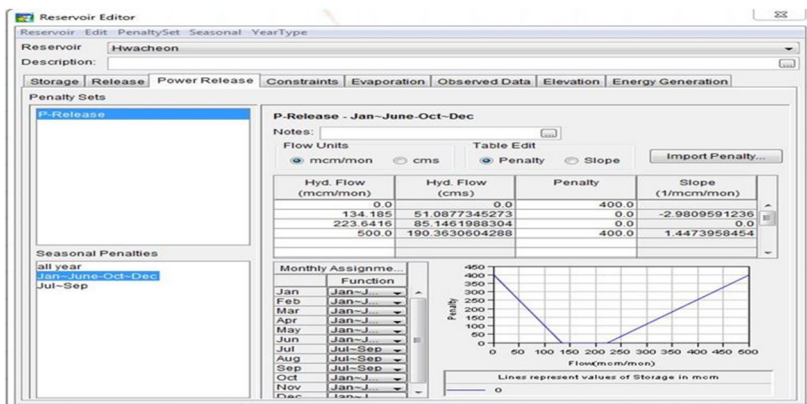 Reservoir Editor
Reservoir Edit PenaltySet Seasonal YearType
Reservoir Hwacheon
Description:
...
Storage Release Power Release Constraints Evaporation Observed Data Elevation Energy Generation
Penalty Sets
P-Release
P-Release - Jan~June-Oct~Dec
Notes: ...
Flow Units Table Edit
mcm/mon cms Penalty Slope Import Penalty...
Hyd. Flow (mcm/mon) Hyd. Flow (cms) Penalty Slope (1/mcm/mon)
0.0 0.0 400.0
134.185 51.0877345273 0.0 -2.9809591236
223.6416 85.1461988304 0.0 0.0
500.0 190.3630604288 400.0 1.4473958454
Seasonal Penalties
all year
Jan~June-Oct~Dec
Jul~Sep
Monthly Assignme...
Function
Jan Jan~J...
Feb Jan~J...
Mar Jan~J...
Apr Jan~J...
May Jan~J...
Jun Jan~J...
Jul Jul~Sep
Aug Jul~Sep
Sep Jul~Sep
Oct Jan~J...
Nov Jan~J...
Dec Jan~J...
450
400
350
300
250
200
150
100
50
0
Penalty
0 50 100 150 200 250 300 350 400 450 500
Flow(mcm/mon)
Lines represent values of Storage in mcm
0